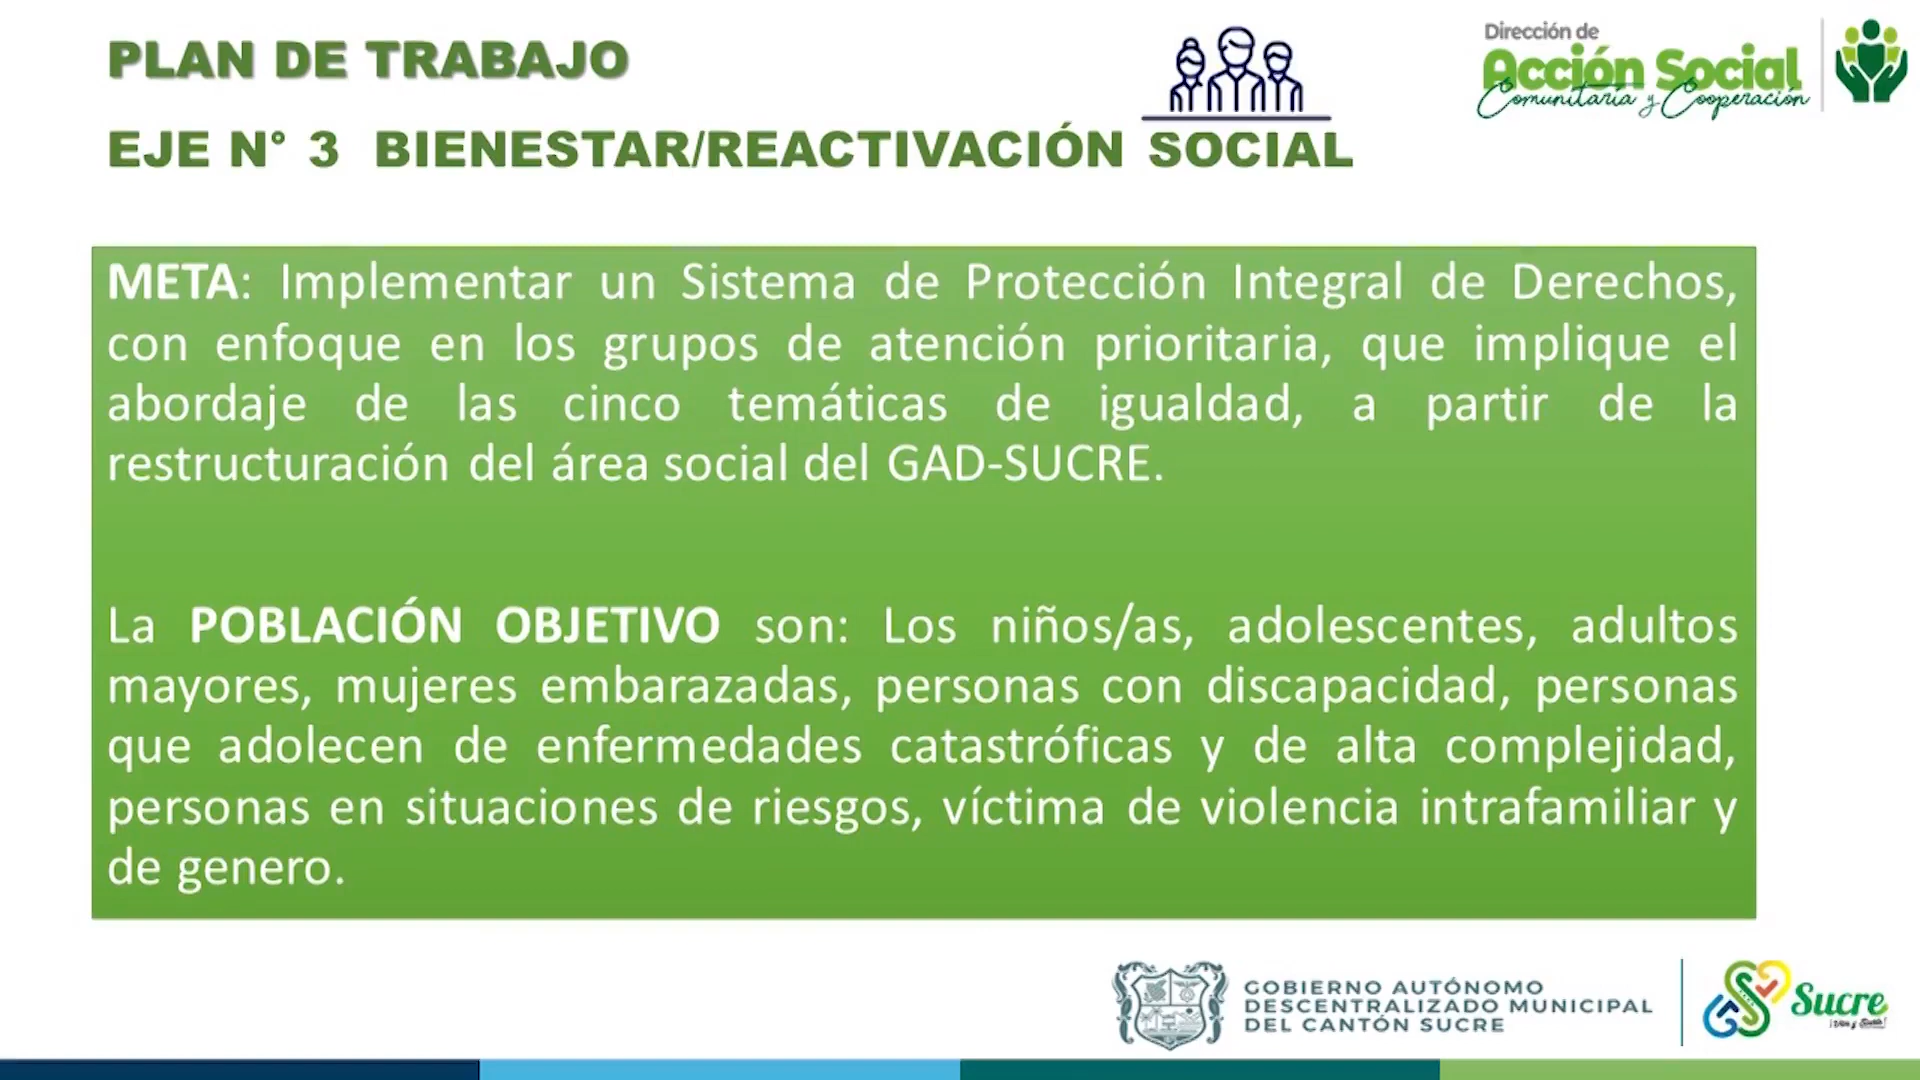 PLAN DE TRABAJO
EJE N° 3 BIENESTAR/REACTIVACIÓN SOCIAL
Dirección de
Acción Social
Comunitaria y Cooperación
META: Implementar un Sistema de Protección Integral de Derechos,
con enfoque en los grupos de atención prioritaria, que implique el
abordaje de las cinco temáticas de igualdad, a partir de la
restructuración del área social del GAD-SUCRE.
La POBLACIÓN OBJETIVO son: Los niños/as, adolescentes, adultos
mayores, mujeres embarazadas, personas con discapacidad, personas
que adolecen de enfermedades catastróficas y de alta complejidad,
personas en situaciones de riesgos, víctima de violencia intrafamiliar y
de genero.
GOBIERNO AUTÓNOMO
DESCENTRALIZADO MUNICIPAL
DEL CANTÓN SUCRE
Sucre